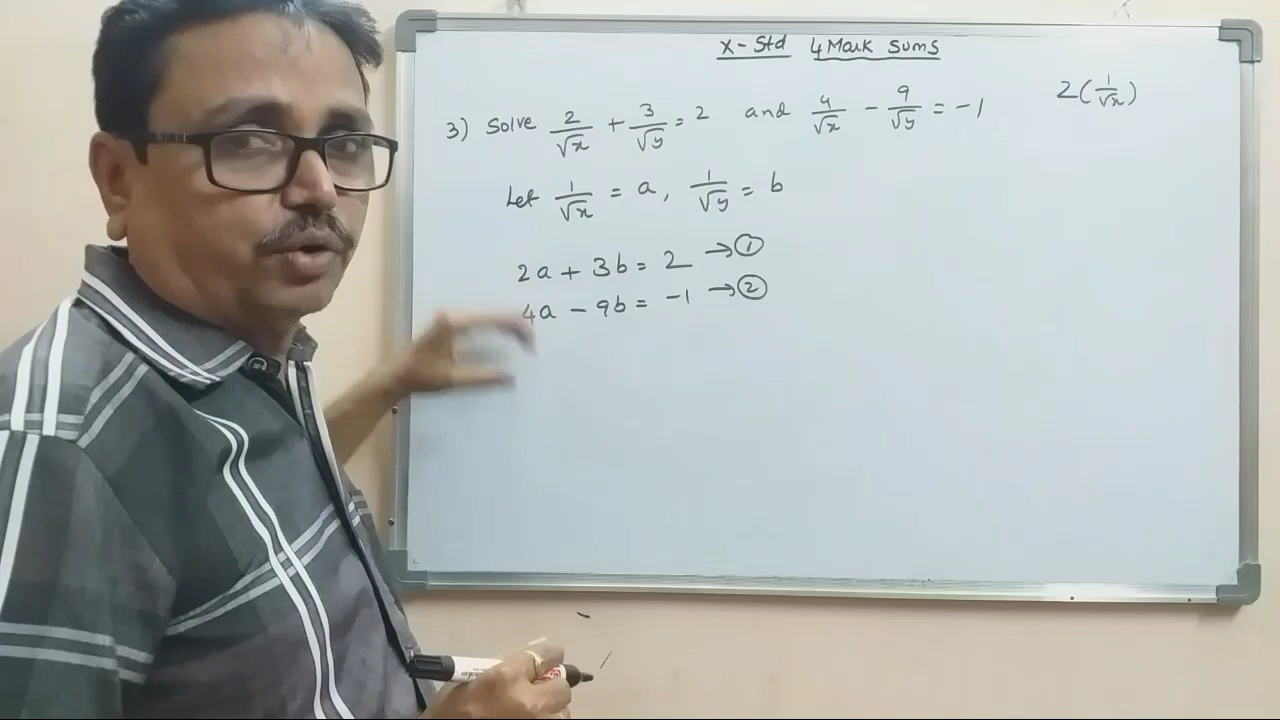 X-Std 4 Mark Sums
3) Solve 2/√x + 3/√y = 2 and 4/√x - 9/√y = -1 2(1/√x)
Let 1/√x = a, 1/√y = b
2a + 3b = 2 → ①
4a - 9b = -1 → ②